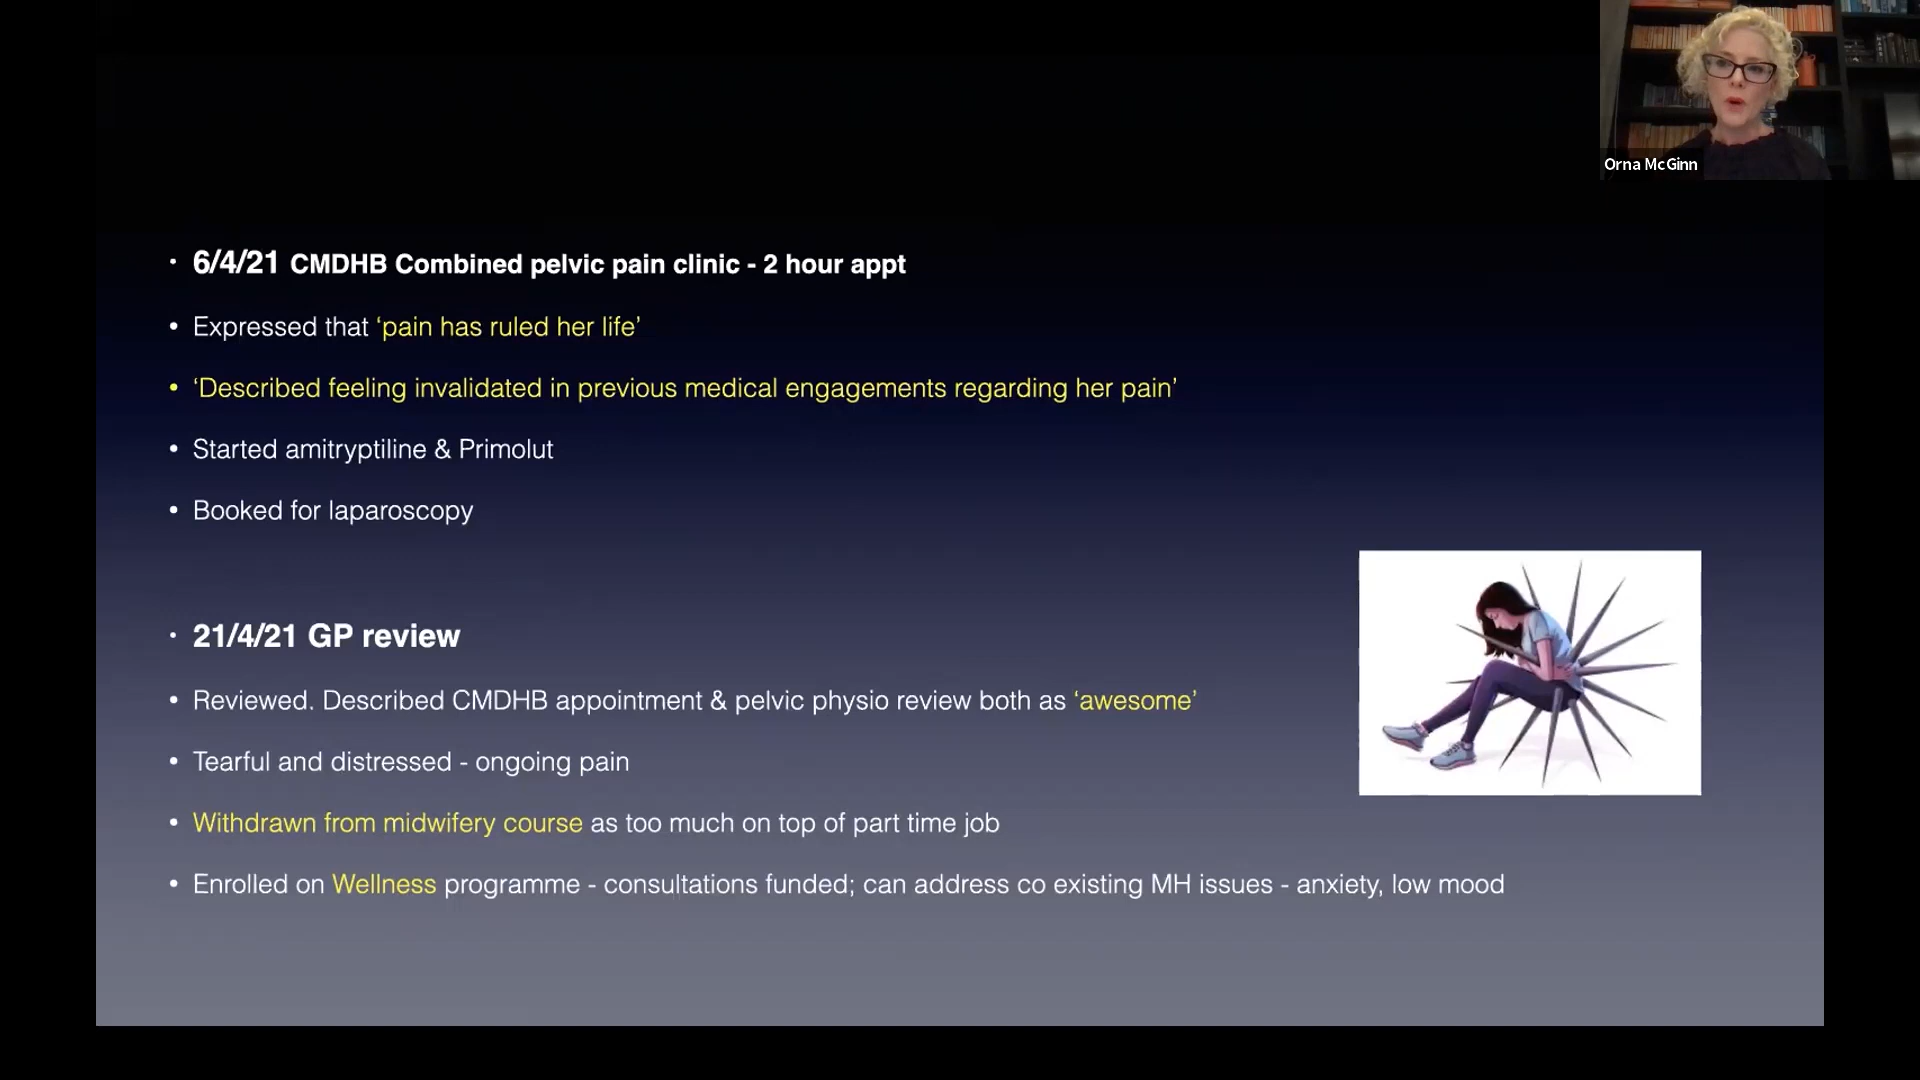 Orna McGinn
• 6/4/21 CMDHB Combined pelvic pain clinic - 2 hour appt
• Expressed that ‘pain has ruled her life’
• ‘Described feeling invalidated in previous medical engagements regarding her pain’
• Started amitryptiline & Primolut
• Booked for laparoscopy
• 21/4/21 GP review
• Reviewed. Described CMDHB appointment & pelvic physio review both as ‘awesome’
• Tearful and distressed - ongoing pain
• Withdrawn from midwifery course as too much on top of part time job
• Enrolled on Wellness programme - consultations funded; can address co existing MH issues - anxiety, low mood